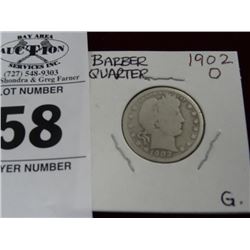 BAY AREA
AUCTION
SERVICES INC.
(727) 548-9303
Shondra & Greg Farner
LOT NUMBER
58
YER NUMBER
BARBER
QUARTER
1902
O
1902
G.